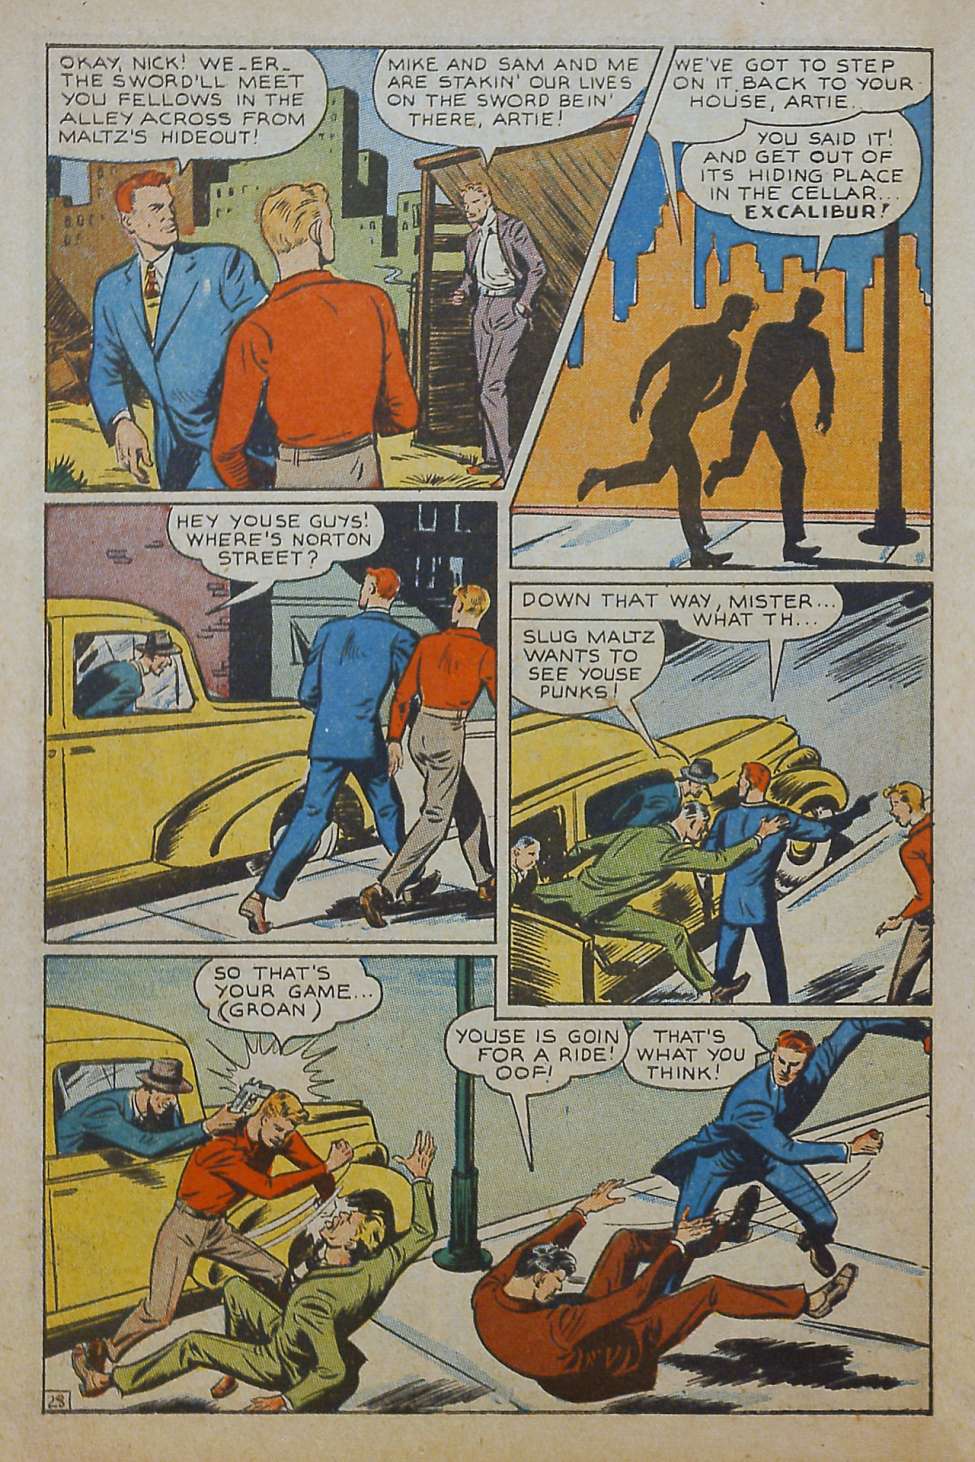 OKAY, NICK! WE-ER-
THE SWORD'LL MEET
YOU FELLOWS IN THE
ALLEY ACROSS FROM
MALTZ'S HIDEOUT!
MIKE AND SAM AND ME
ARE STAKIN' OUR LIVES
ON THE SWORD BEIN'
THERE, ARTIE!
WE'VE GOT TO STEP
ON IT. BACK TO YOUR
HOUSE, ARTIE...
YOU SAID IT!
AND GET OUT OF
ITS HIDING PLACE
IN THE CELLAR...
EXCALIBUR!
HEY YOUSE GUYS!
WHERE'S NORTON
STREET?
DOWN THAT WAY, MISTER...
WHAT TH...
SLUG MALTZ
WANTS TO
SEE YOUSE
PUNKS!
SO THAT'S
YOUR GAME...
(GROAN)
YOUSE IS GOIN
FOR A RIDE!
OOF!
THAT'S
WHAT YOU
THINK!
28